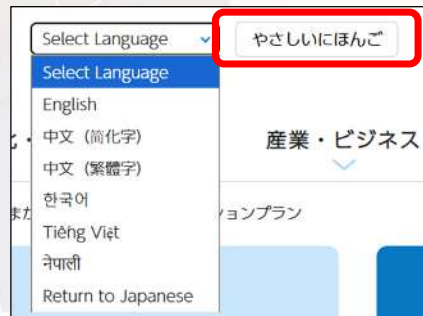 Select Language やさしいにほんご
Select Language
English
中文（简化字）
産業・ビジネス
中文（繁體字）
한국어
ョンプラン
Tiếng Việt
नेपाली
Return to Japanese